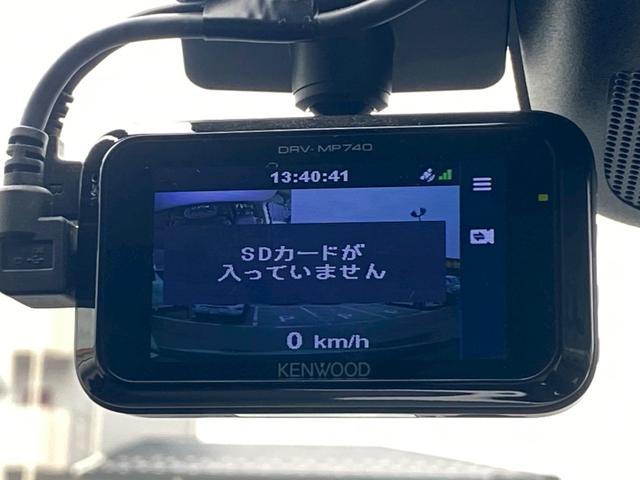 DRV-MP740
13:40:41
SDカードが
入っていません
0 km/h
KENWOOD